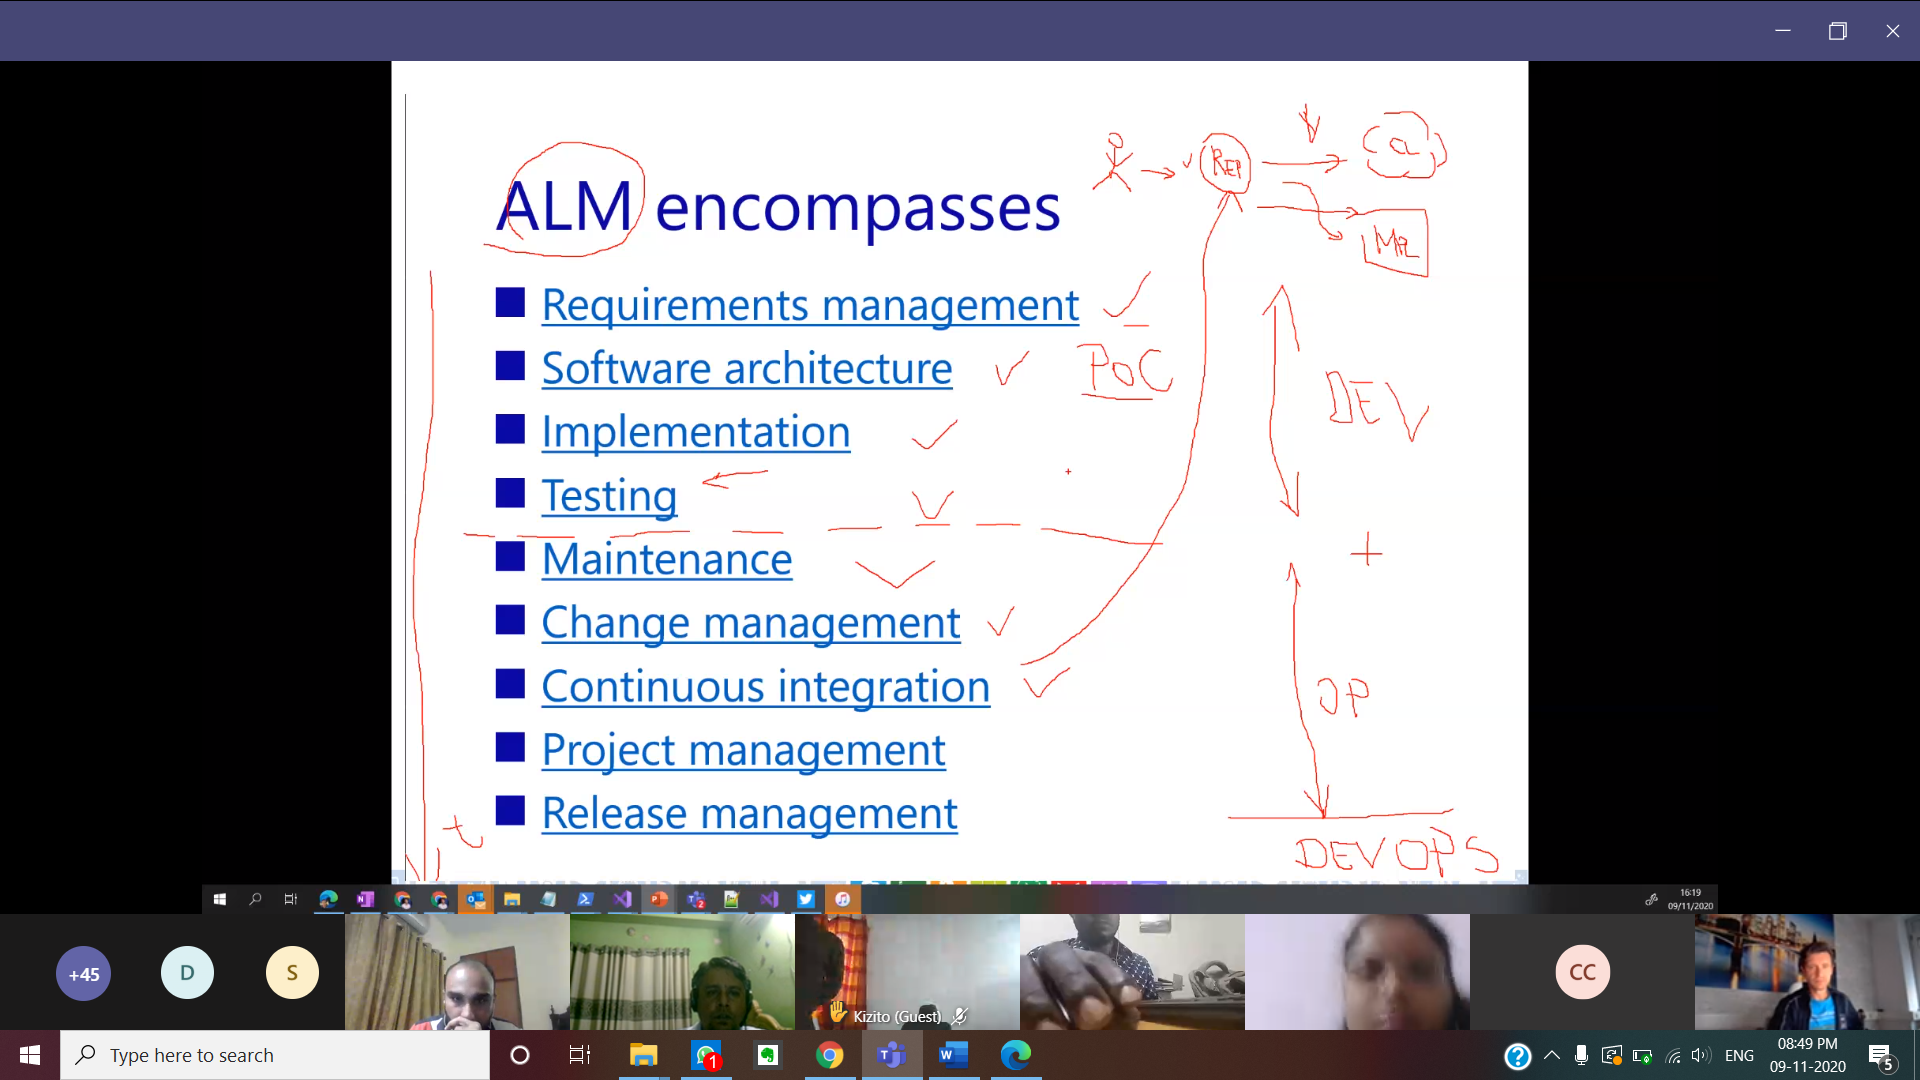 ALM encompasses
REP
Requirements management
Software architecture
POC
Implementation
Testing
Maintenance
Change management
Continuous integration
Project management
Release management
DEV
+
OP
DEVOPS
t
16:19
09/11/2020
+45
D
S
Kizito (Guest)
CC
Type here to search
1
ENG
08:49 PM
09-11-2020
5